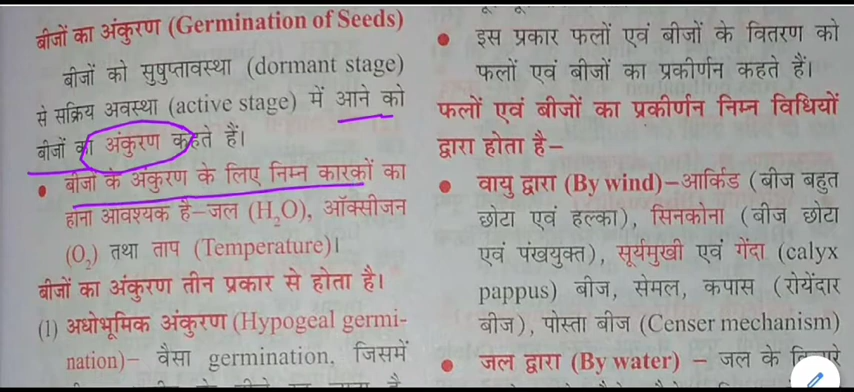 बीजों का अंकुरण (Germination of Seeds)
बीजों को सुषुप्तावस्था (dormant stage)
से सक्रिय अवस्था (active stage) में आने को
बीजों का अंकुरण कहते हैं।
• बीजों के अंकुरण के लिए निम्न कारकों का
होना आवश्यक है–जल (H₂O), ऑक्सीजन
(O₂) तथा ताप (Temperature)।
बीजों का अंकुरण तीन प्रकार से होता है।
(1) अधोभूमिक अंकुरण (Hypogeal germi-
nation)– वैसा germination, जिसमें
• इस प्रकार फलों एवं बीजों के वितरण को
फलों एवं बीजों का प्रकीर्णन कहते हैं।
फलों एवं बीजों का प्रकीर्णन निम्न विधियों
द्वारा होता है–
• वायु द्वारा (By wind)–आर्किड (बीज बहुत
छोटा एवं हल्का), सिनकोना (बीज छोटा
एवं पंखयुक्त), सूर्यमुखी एवं गेंदा (calyx
pappus) बीज, सेमल, कपास (रोयेंदार
बीज), पोस्ता बीज (Censer mechanism)
• जल द्वारा (By water) – जल के किनारे